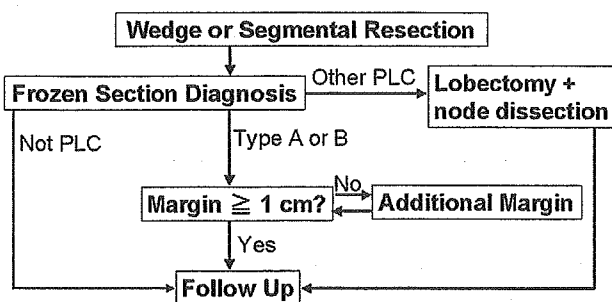 Wedge or Segmental Resection
Other PLC
Frozen Section Diagnosis
Lobectomy +
node dissection
Not PLC
Type A or B
No
Margin ≧ 1 cm?
Additional Margin
Yes
Follow Up